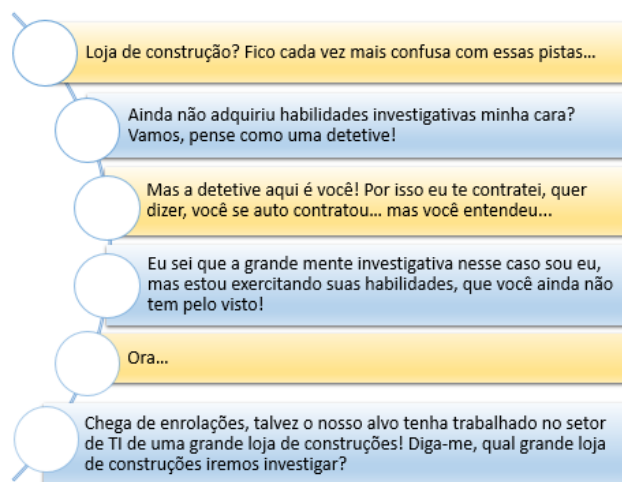 Loja de construção? Fico cada vez mais confusa com essas pistas...
Ainda não adquiriu habilidades investigativas minha cara?
Vamos, pense como uma detetive!
Mas a detetive aqui é você! Por isso eu te contratei, quer
dizer, você se auto contratou... mas você entendeu...
Eu sei que a grande mente investigativa nesse caso sou eu,
mas estou exercitando suas habilidades, que você ainda não
tem pelo visto!
Ora...
Chega de enrolações, talvez o nosso alvo tenha trabalhado no setor
de TI de uma grande loja de construções! Diga-me, qual grande loja
de construções iremos investigar?